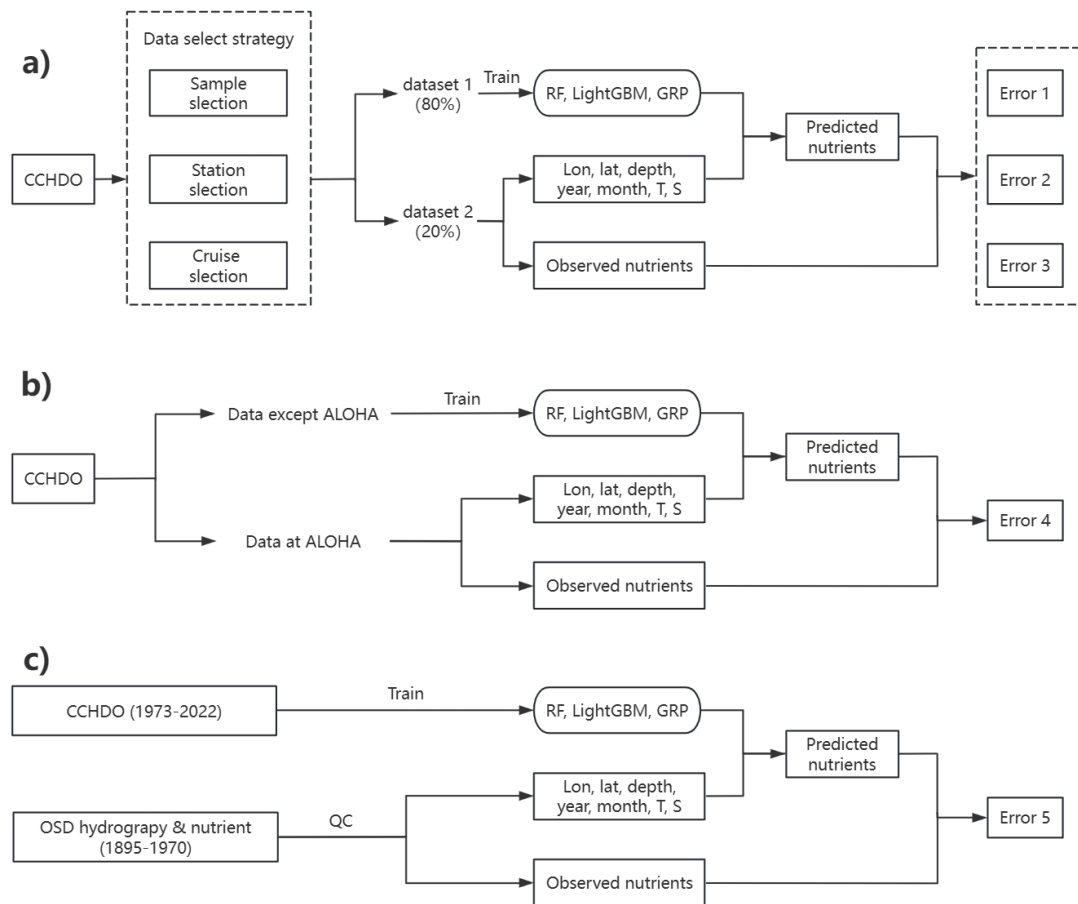 a)
Data select strategy
Sample
slection
Station
slection
Cruise
slection
CCHDO
dataset 1
(80%)
Train
RF, LightGBM, GRP
dataset 2
(20%)
Lon, lat, depth,
year, month, T, S
Observed nutrients
Predicted
nutrients
Error 1
Error 2
Error 3
b)
CCHDO
Data except ALOHA
Train
RF, LightGBM, GRP
Data at ALOHA
Lon, lat, depth,
year, month, T, S
Observed nutrients
Predicted
nutrients
Error 4
c)
CCHDO (1973-2022)
Train
RF, LightGBM, GRP
OSD hydrograpy & nutrient
(1895-1970)
QC
Lon, lat, depth,
year, month, T, S
Observed nutrients
Predicted
nutrients
Error 5